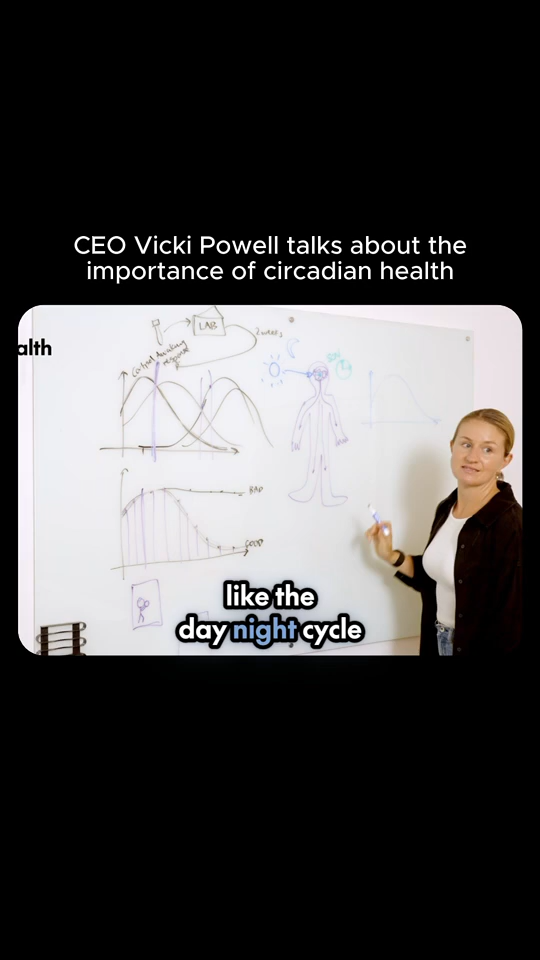 CEO Vicki Powell talks about the
importance of circadian health
alth
LAB
2 weeks
response
BAD
GOOD
like the
day night cycle